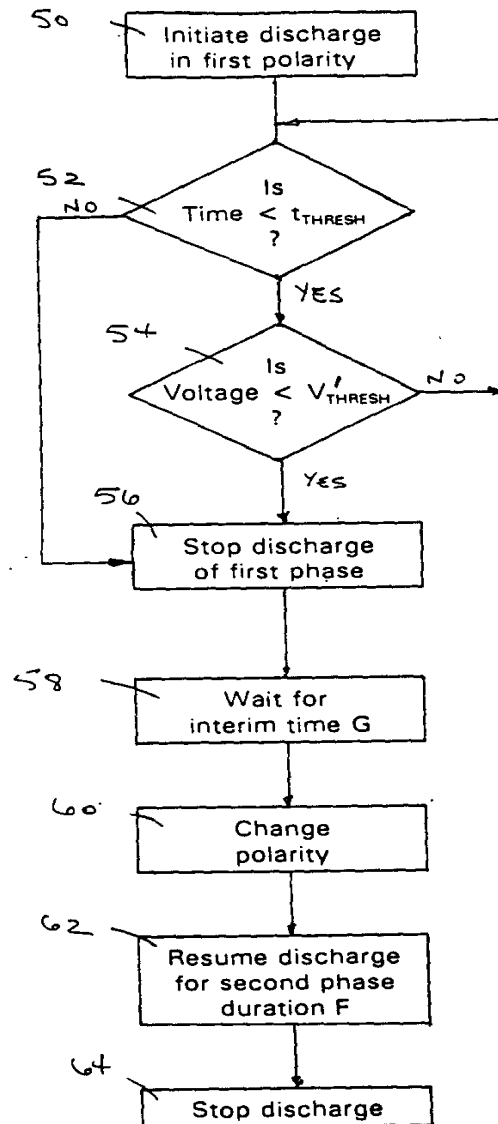 50
Initiate discharge
in first polarity
52
NO
Is
Time < tTHRESH
?
YES
54
Is
Voltage < V'THRESH
?
NO
YES
56
Stop discharge
of first phase
58
Wait for
interim time G
60
Change
polarity
62
Resume discharge
for second phase
duration F
64
Stop discharge